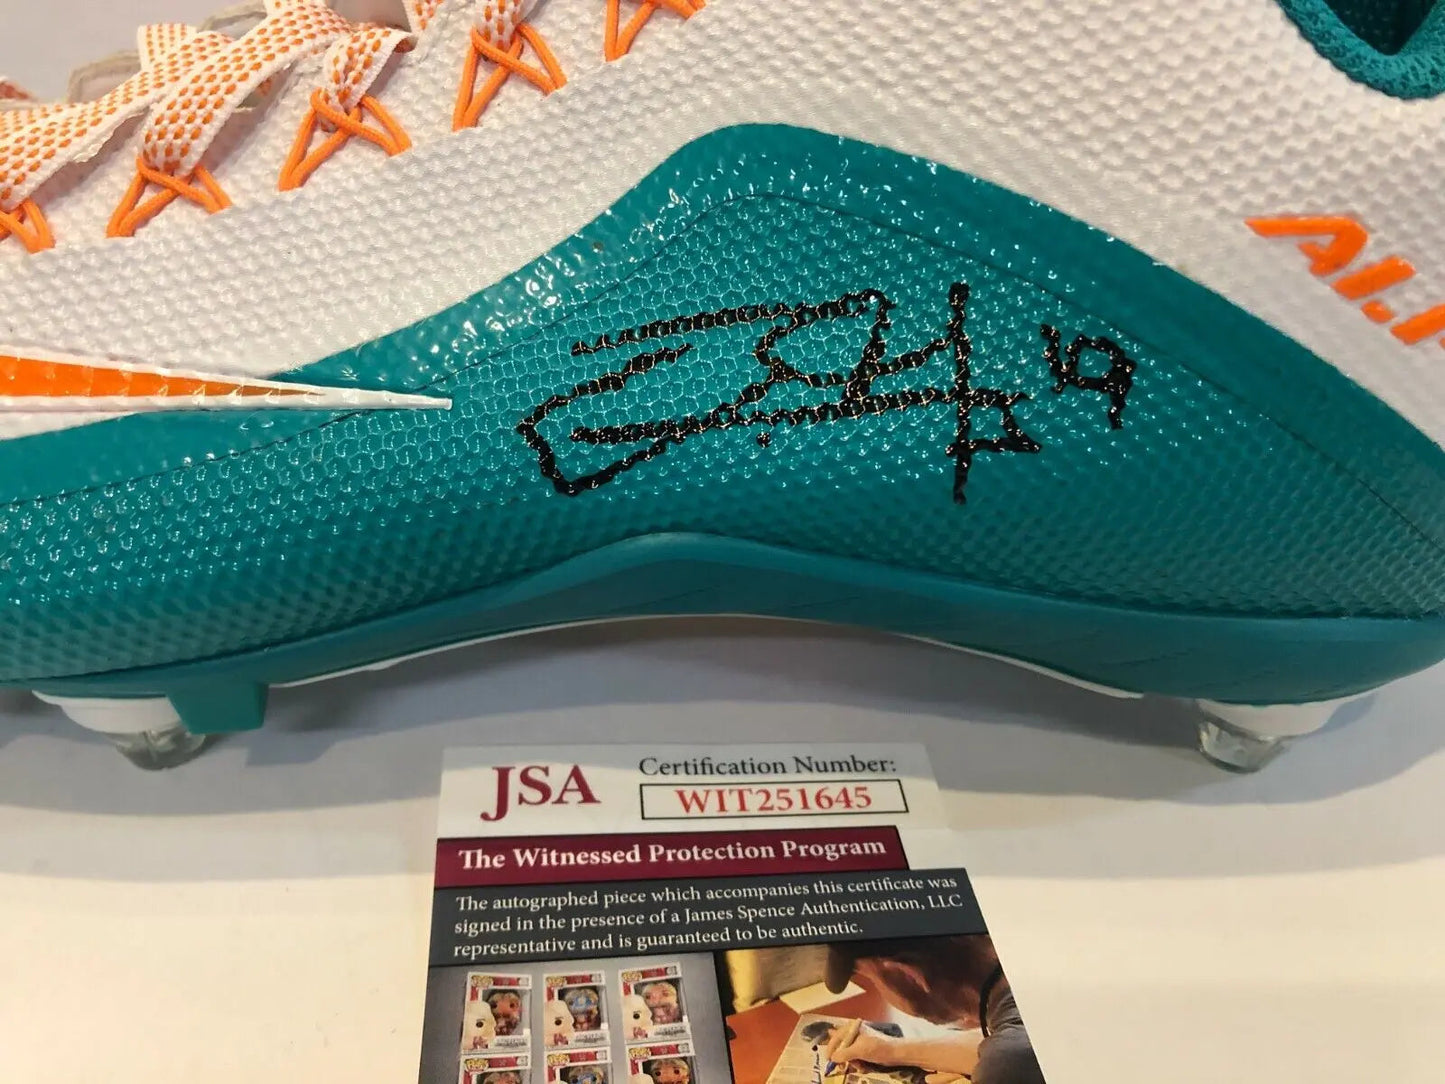 ALP
19
JSA
Certification Number:
WIT251645
The Witnessed Protection Program
The autographed piece which accompanies this certificate was
signed in the presence of a James Spence Authentication, LLC
representative and is guaranteed to be authentic.